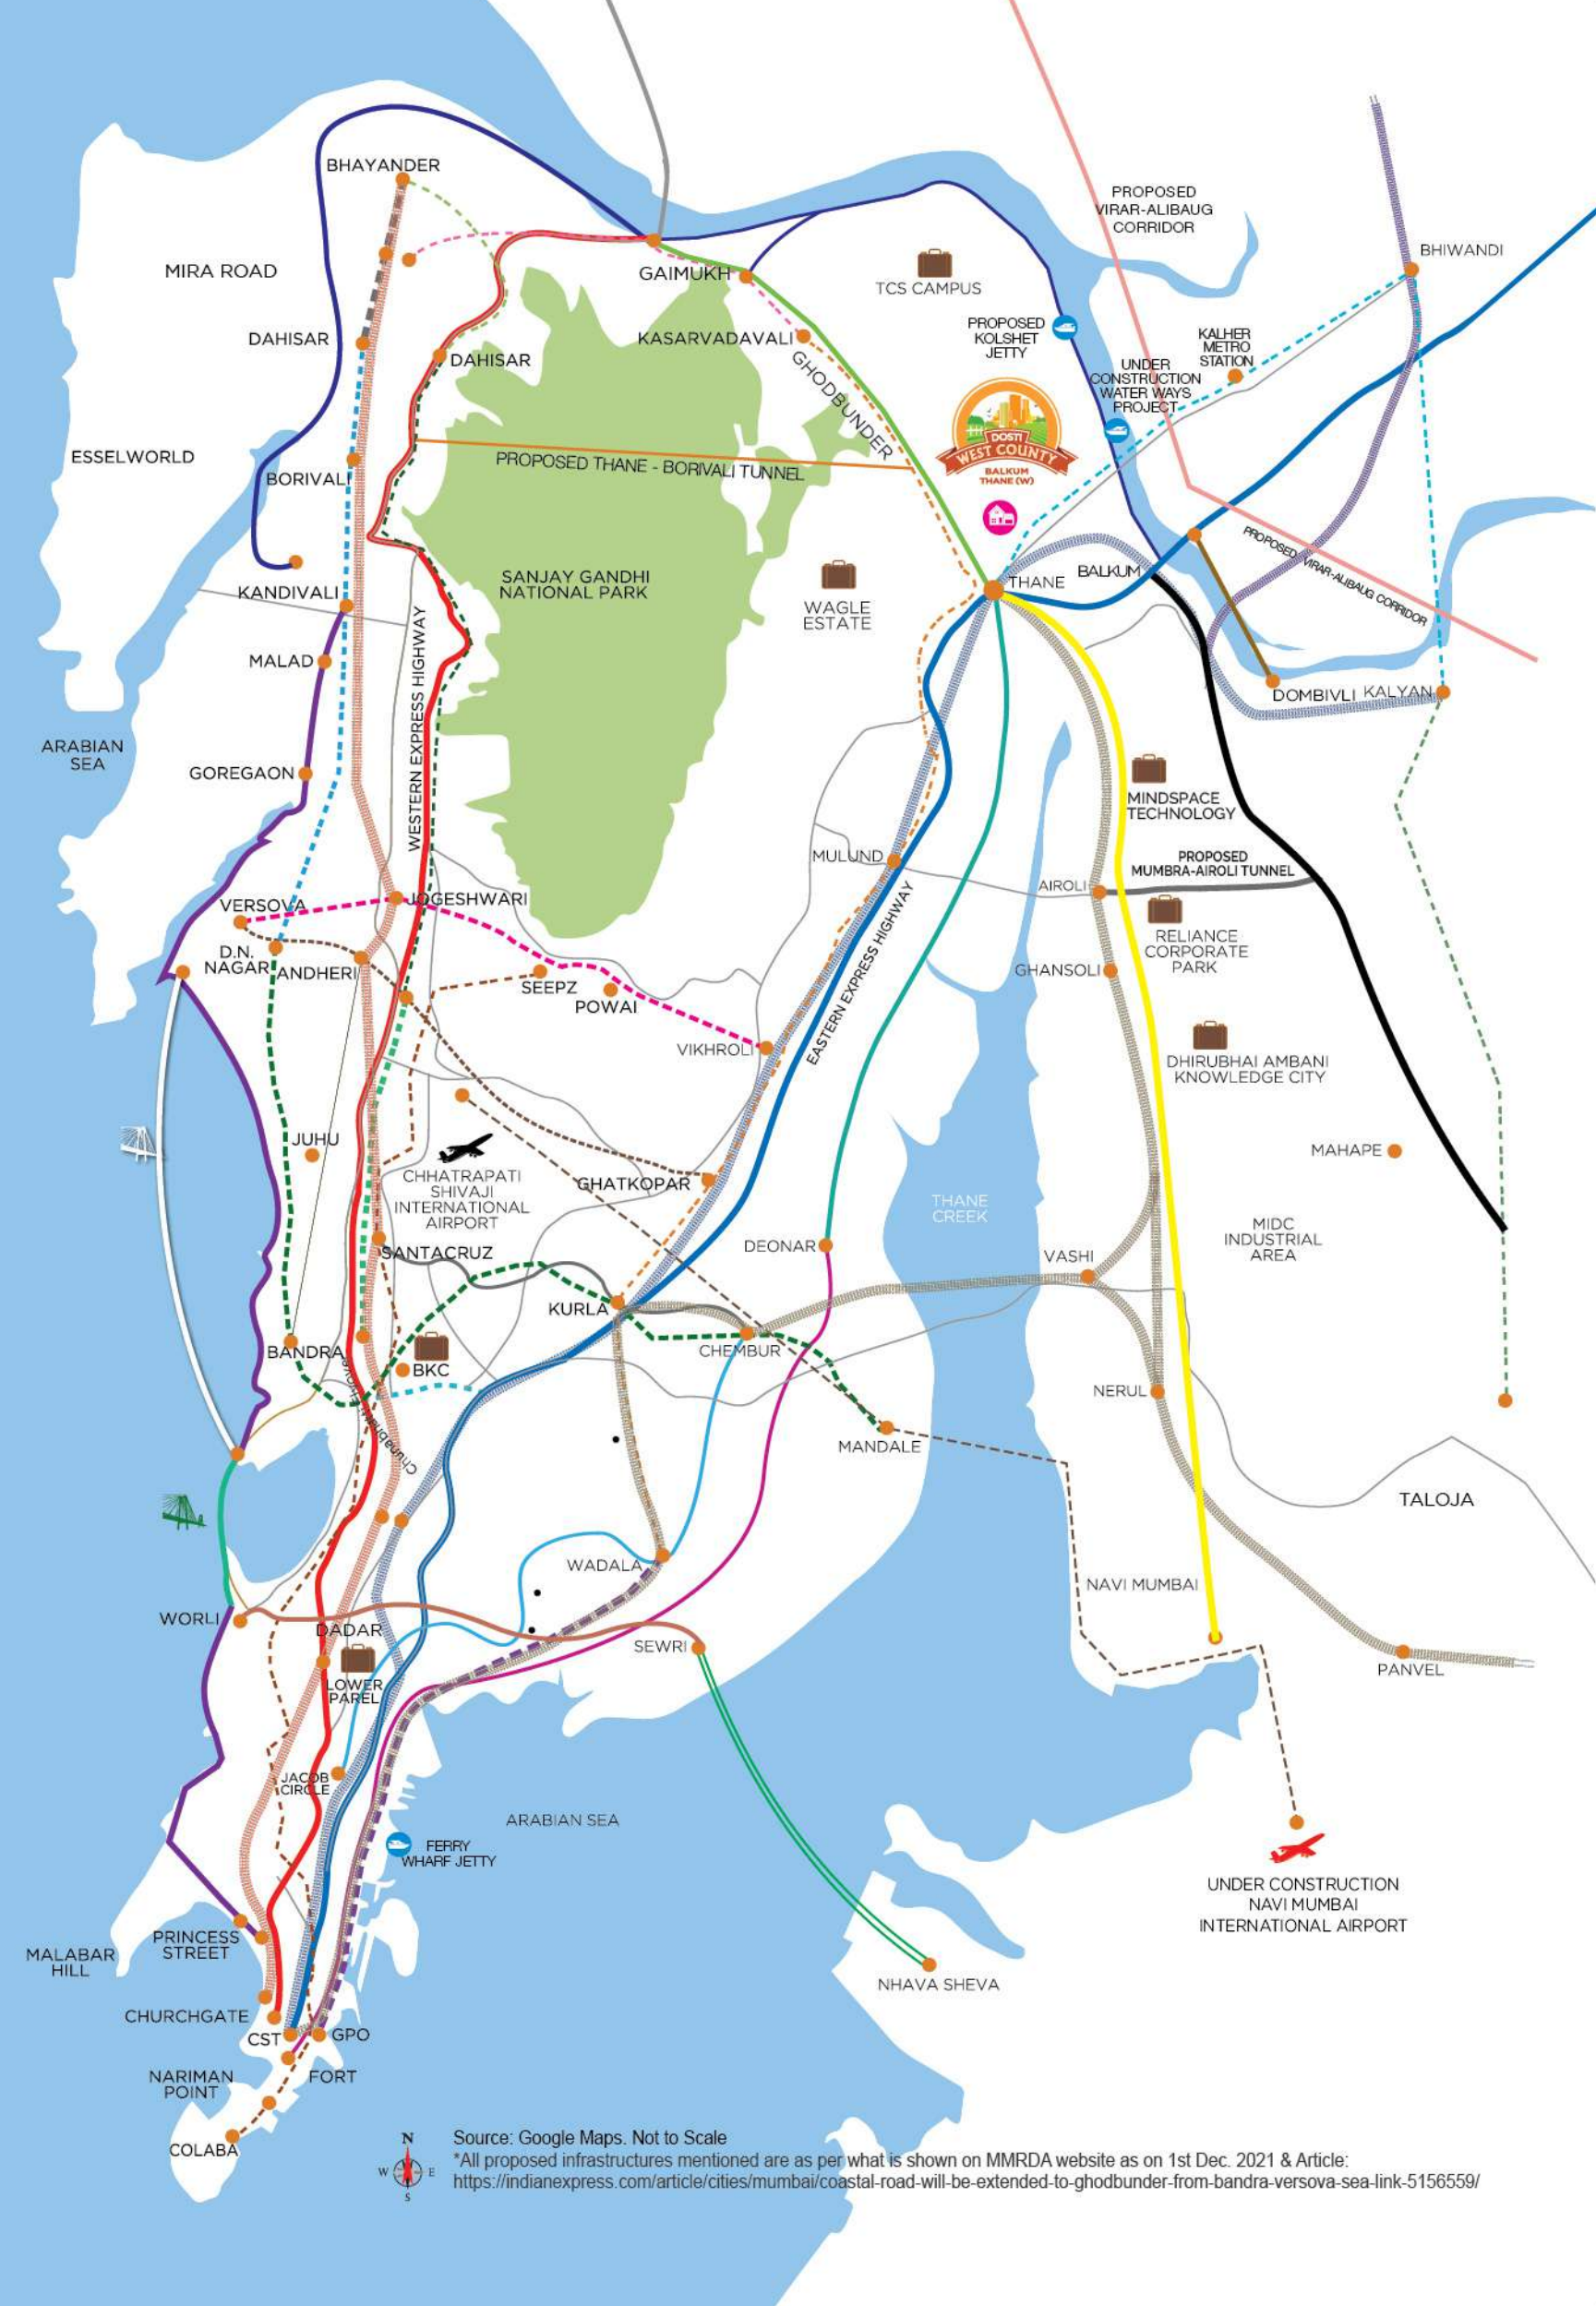 BHAYANDER
PROPOSED
VIRAR-ALIBAUG
CORRIDOR
BHIWANDI
MIRA ROAD
GAIMUKH
TCS CAMPUS
DAHISAR
DAHISAR
KASARVADAVALI
GHODBUNDER
PROPOSED
KOLSHET
JETTY
KALHER
METRO
STATION
UNDER
CONSTRUCTION
WATER WAYS
PROJECT
DOSTI
WEST COUNTY
BALKUM
THANE (W)
ESSELWORLD
BORIVALI
PROPOSED THANE - BORIVALI TUNNEL
PROPOSED VIRAR-ALIBAUG CORRIDOR
SANJAY GANDHI
NATIONAL PARK
WAGLE
ESTATE
THANE
BALKUM
KANDIVALI
MALAD
WESTERN EXPRESS HIGHWAY
DOMBIVLI
KALYAN
ARABIAN
SEA
GOREGAON
MINDSPACE
TECHNOLOGY
MULUND
PROPOSED
MUMBRA-AIROLI TUNNEL
AIROLI
VERSOVA
JOGESHWARI
EASTERN EXPRESS HIGHWAY
RELIANCE
CORPORATE
PARK
D.N.
NAGAR
ANDHERI
SEEPZ
POWAI
GHANSOLI
VIKHROLI
DHIRUBHAI AMBANI
KNOWLEDGE CITY
JUHU
MAHAPE
CHHATRAPATI
SHIVAJI
INTERNATIONAL
AIRPORT
GHATKOPAR
THANE
CREEK
MIDC
INDUSTRIAL
AREA
SANTACRUZ
DEONAR
VASHI
KURLA
BANDRA
BKC
CHEMBUR
NERUL
MANDALE
TALOJA
WADALA
NAVI MUMBAI
WORLI
DADAR
SEWRI
PANVEL
LOWER
PAREL
JACOB
CIRCLE
ARABIAN SEA
FERRY
WHARF JETTY
UNDER CONSTRUCTION
NAVI MUMBAI
INTERNATIONAL AIRPORT
PRINCESS
STREET
MALABAR
HILL
NHAVA SHEVA
CHURCHGATE
CST
GPO
NARIMAN
POINT
FORT
COLABA
N
W
E
S
Source: Google Maps. Not to Scale
*All proposed infrastructures mentioned are as per what is shown on MMRDA website as on 1st Dec. 2021 & Article:
https://indianexpress.com/article/cities/mumbai/coastal-road-will-be-extended-to-ghodbunder-from-bandra-versova-sea-link-5156559/